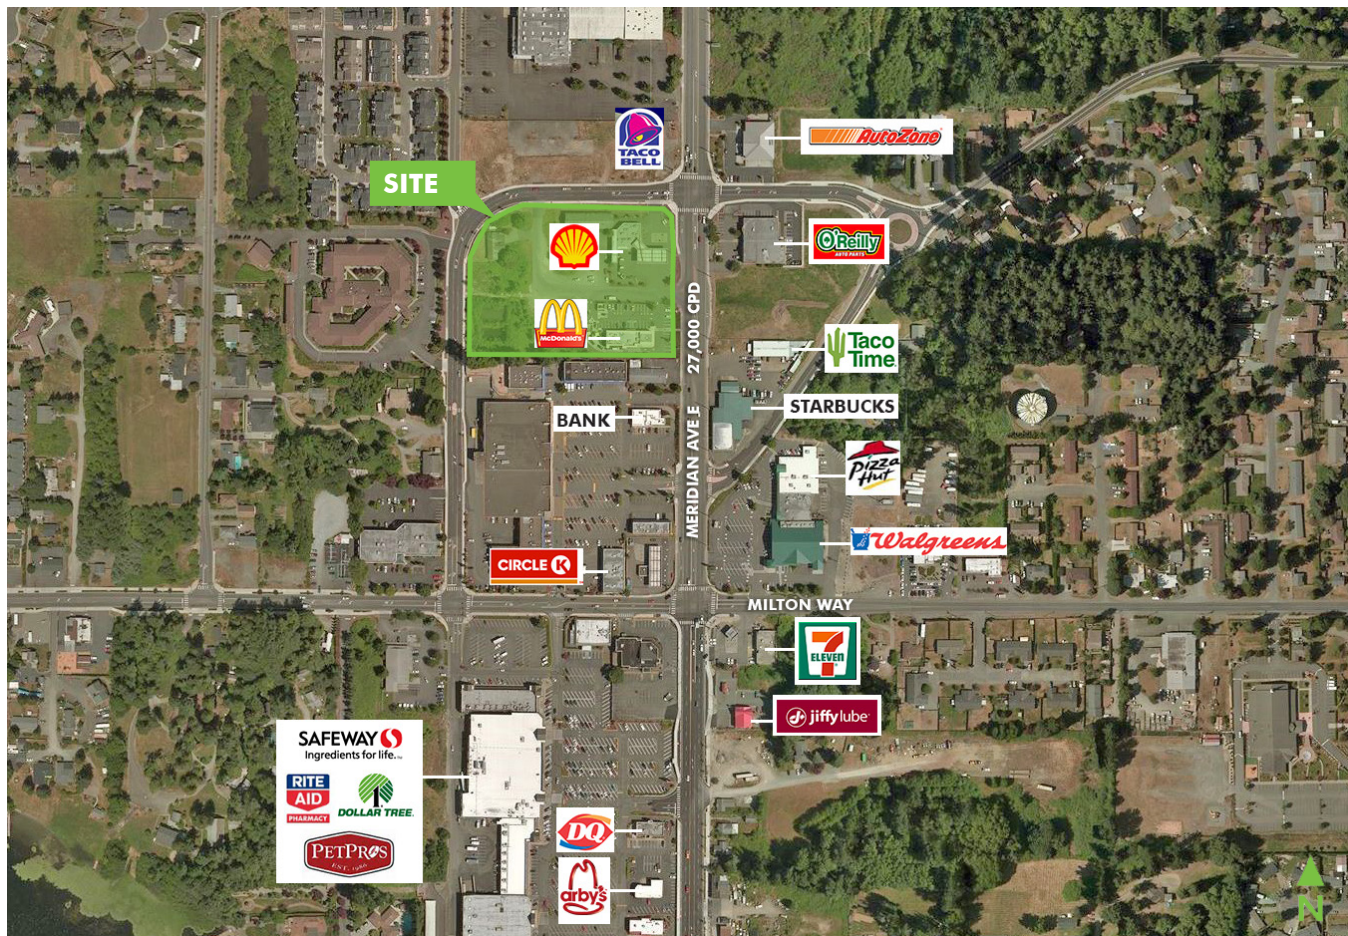 TACO
BELL
AutoZone
SITE
O'Reilly
AUTO PARTS
27,000 CPD
McDonald's
Taco
Time
STARBUCKS
BANK
MERIDIAN AVE E
Pizza
Hut
Walgreens
CIRCLE K
MILTON WAY
7
ELEVEN
jiffy lube
SAFEWAY
Ingredients for life.
RITE
AID
PHARMACY
DOLLAR TREE
PETPROS
EST. 1986
DQ
arby's
N